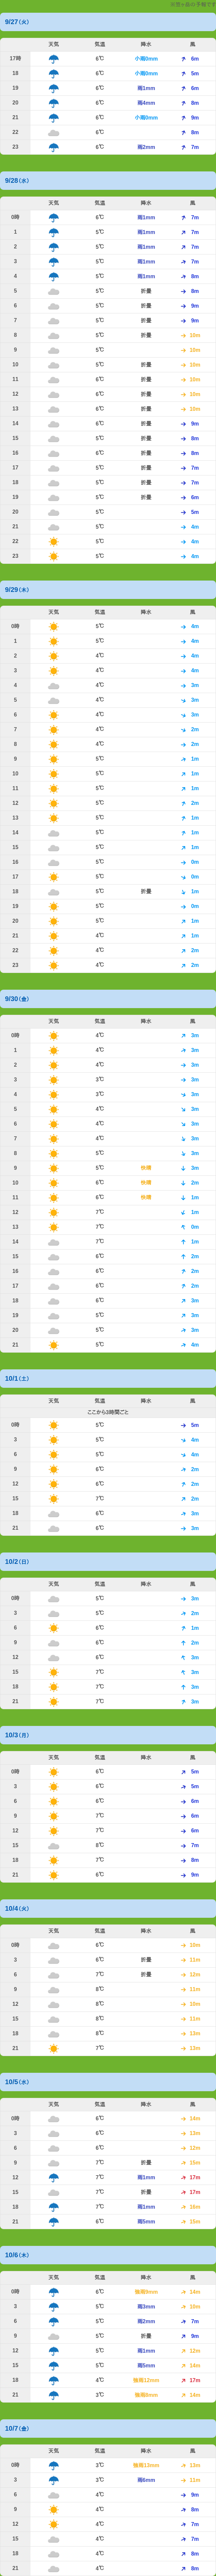 9/27(火)
天気 気温 降水 風
17時 6℃ 小雨0mm 6m
18 6℃ 小雨0mm 5m
19 6℃ 雨1mm 6m
20 6℃ 雨4mm 8m
21 6℃ 小雨0mm 9m
22 6℃ 8m
23 6℃ 雨2mm 7m
9/28(水)
天気 気温 降水 風
0時 6℃ 雨1mm 7m
1 5℃ 雨1mm 7m
2 5℃ 雨1mm 7m
3 5℃ 雨1mm 7m
4 5℃ 雨1mm 8m
5 5℃ 折畳 8m
6 5℃ 折畳 9m
7 5℃ 折畳 9m
8 5℃ 折畳 10m
9 5℃ 10m
10 5℃ 折畳 10m
11 6℃ 折畳 10m
12 6℃ 折畳 10m
13 6℃ 折畳 10m
14 6℃ 折畳 9m
15 6℃ 折畳 8m
16 6℃ 折畳 8m
17 5℃ 折畳 7m
18 5℃ 折畳 7m
19 5℃ 折畳 6m
20 5℃ 5m
21 5℃ 4m
22 5℃ 4m
23 5℃ 4m
9/29(木)
天気 気温 降水 風
0時 5℃ 4m
1 5℃ 4m
2 4℃ 4m
3 4℃ 4m
4 4℃ 3m
5 4℃ 3m
6 4℃ 3m
7 4℃ 2m
8 4℃ 2m
9 5℃ 1m
10 5℃ 1m
11 5℃ 1m
12 5℃ 2m
13 5℃ 1m
14 5℃ 1m
15 5℃ 1m
16 5℃ 0m
17 5℃ 0m
18 5℃ 折畳 1m
19 5℃ 0m
20 5℃ 1m
21 4℃ 1m
22 4℃ 2m
23 4℃ 2m
9/30(金)
天気 気温 降水 風
0時 4℃ 3m
1 4℃ 3m
2 4℃ 3m
3 3℃ 3m
4 3℃ 3m
5 4℃ 3m
6 4℃ 3m
7 4℃ 3m
8 5℃ 3m
9 5℃ 快晴 3m
10 6℃ 快晴 2m
11 6℃ 快晴 1m
12 7℃ 1m
13 7℃ 0m
14 7℃ 1m
15 6℃ 2m
16 6℃ 2m
17 6℃ 2m
18 6℃ 3m
19 5℃ 3m
20 5℃ 3m
21 5℃ 4m
10/1(土)
天気 気温 降水 風
ここから3時間ごと
0時 5℃ 5m
3 5℃ 4m
6 5℃ 4m
9 6℃ 2m
12 6℃ 2m
15 7℃ 2m
18 6℃ 3m
21 6℃ 3m
10/2(日)
天気 気温 降水 風
0時 5℃ 3m
3 5℃ 2m
6 6℃ 1m
9 6℃ 2m
12 6℃ 3m
15 7℃ 3m
18 7℃ 3m
21 7℃ 3m
10/3(月)
天気 気温 降水 風
0時 6℃ 5m
3 6℃ 5m
6 6℃ 6m
9 7℃ 6m
12 7℃ 6m
15 8℃ 7m
18 7℃ 8m
21 6℃ 9m
10/4(火)
天気 気温 降水 風
0時 6℃ 10m
3 6℃ 折畳 11m
6 7℃ 折畳 12m
9 8℃ 11m
12 8℃ 10m
15 8℃ 11m
18 8℃ 13m
21 7℃ 13m
10/5(水)
天気 気温 降水 風
0時 6℃ 14m
3 6℃ 13m
6 6℃ 12m
9 7℃ 折畳 15m
12 7℃ 雨1mm 17m
15 7℃ 折畳 17m
18 7℃ 雨1mm 16m
21 6℃ 雨5mm 15m
10/6(木)
天気 気温 降水 風
0時 6℃ 強雨9mm 14m
3 6℃ 雨3mm 10m
6 5℃ 雨2mm 7m
9 5℃ 折畳 9m
12 5℃ 雨1mm 12m
15 5℃ 雨5mm 14m
18 4℃ 強雨12mm 17m
21 3℃ 強雨8mm 14m
10/7(金)
天気 気温 降水 風
0時 3℃ 強雨13mm 13m
3 3℃ 雨6mm 11m
6 4℃ 9m
9 4℃ 8m
12 4℃ 7m
15 4℃ 7m
18 4℃ 8m
21 4℃ 8m